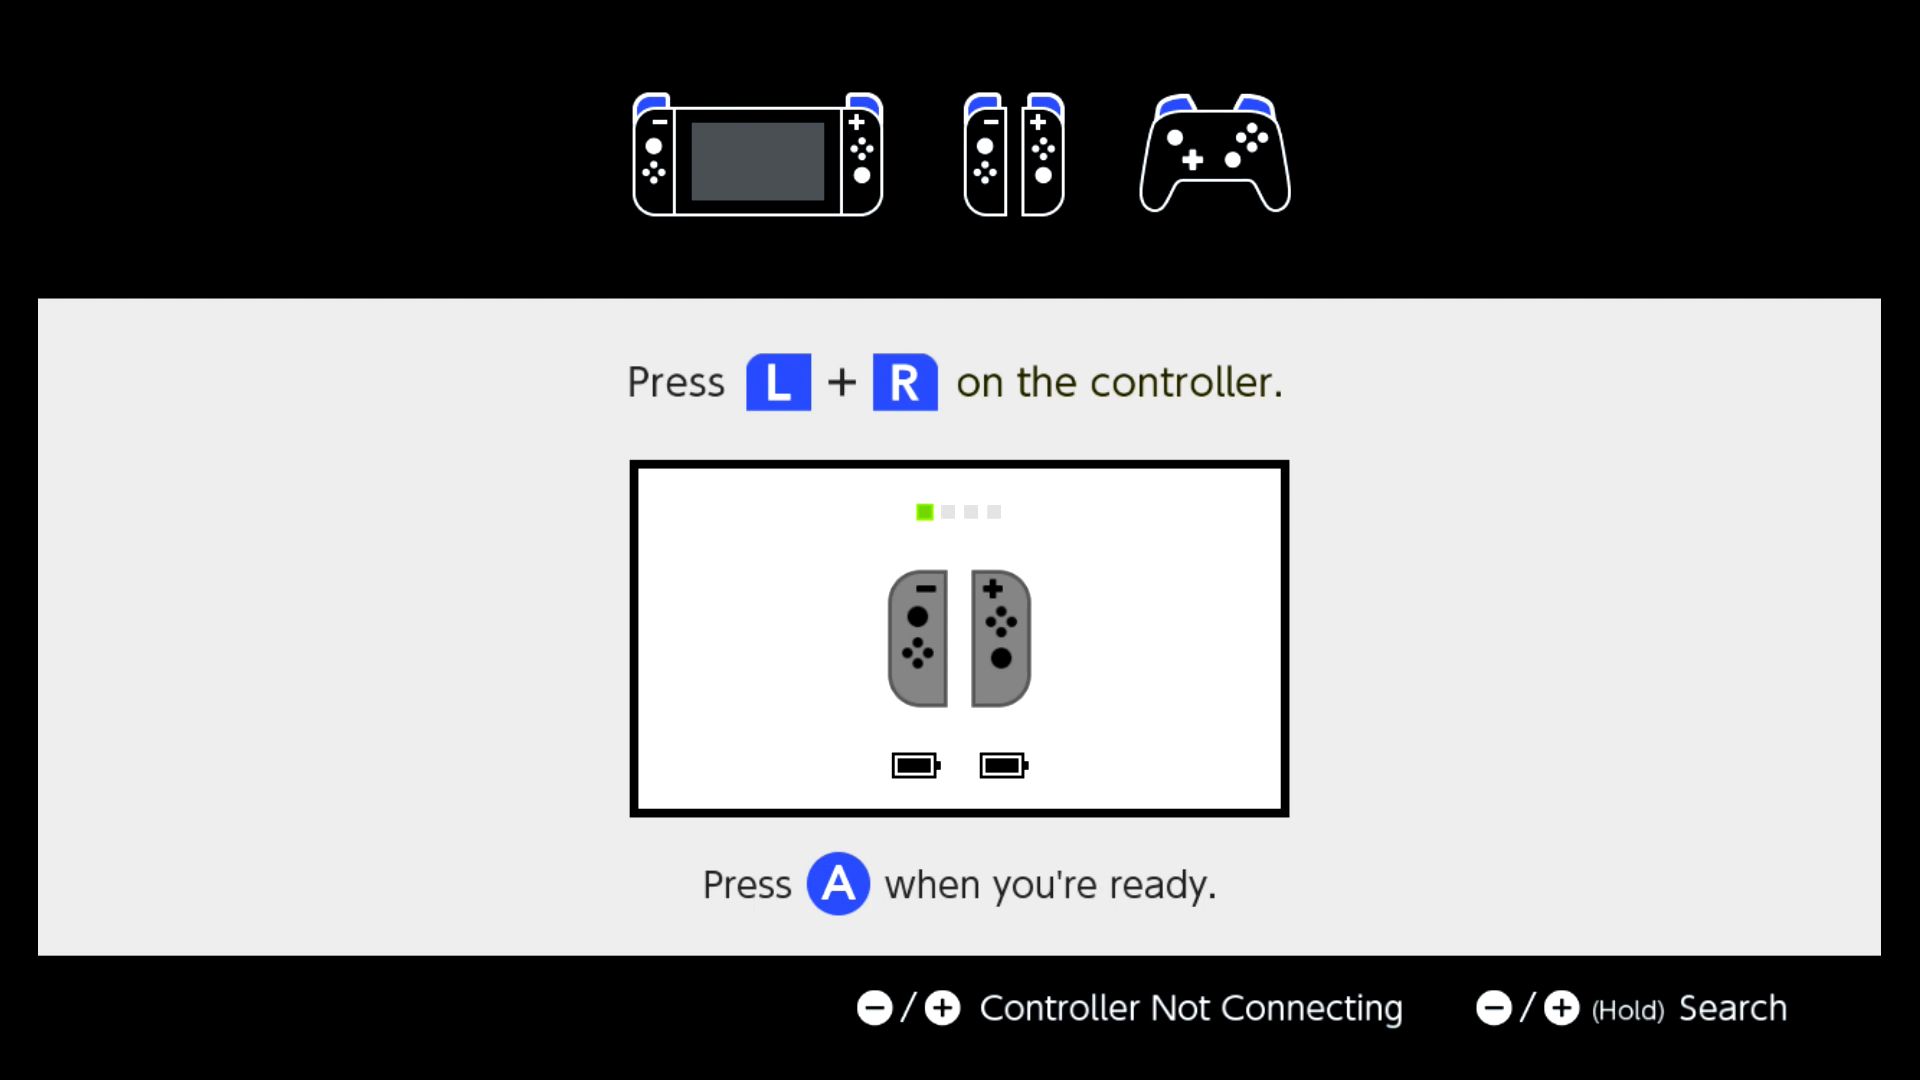 Press L + R on the controller.
Press A when you're ready.
Controller Not Connecting
(Hold) Search